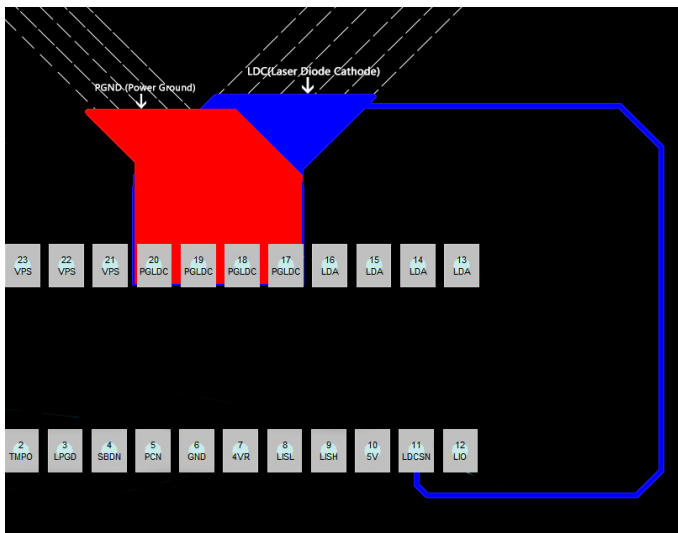 LDC(Laser Diode Cathode)
PGND (Power Ground)
23 22 21 20 19 18 17 16 15 14 13
VPS VPS VPS PGLDC PGLDC PGLDC PGLDC LDA LDA LDA LDA
2 3 4 5 6 7 8 9 10 11 12
TMPO LPGD SBDN PCN GND 4VR LISL LISH 5V LDCSN LIO